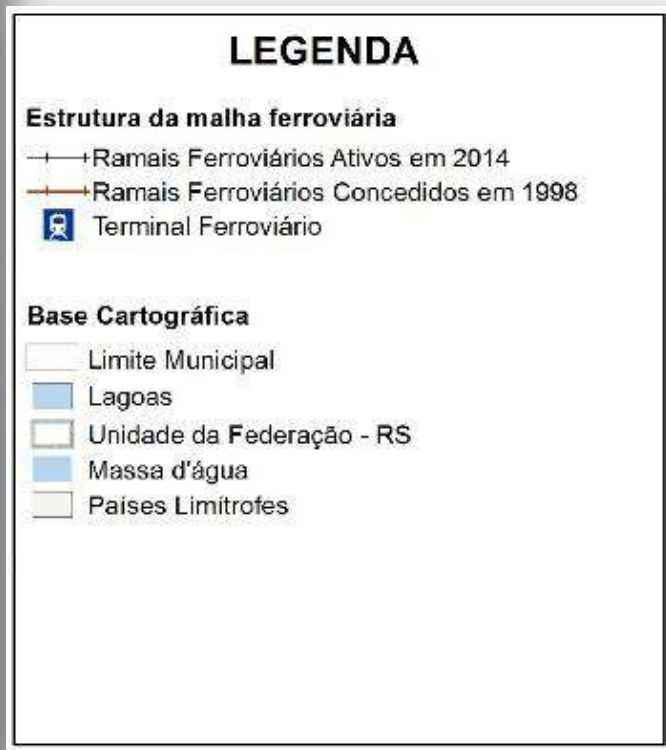 LEGENDA
Estrutura da malha ferroviária
Ramais Ferroviários Ativos em 2014
Ramais Ferroviários Concedidos em 1998
Terminal Ferroviário
Base Cartográfica
Limite Municipal
Lagoas
Unidade da Federação - RS
Massa d'água
Países Limítrofes